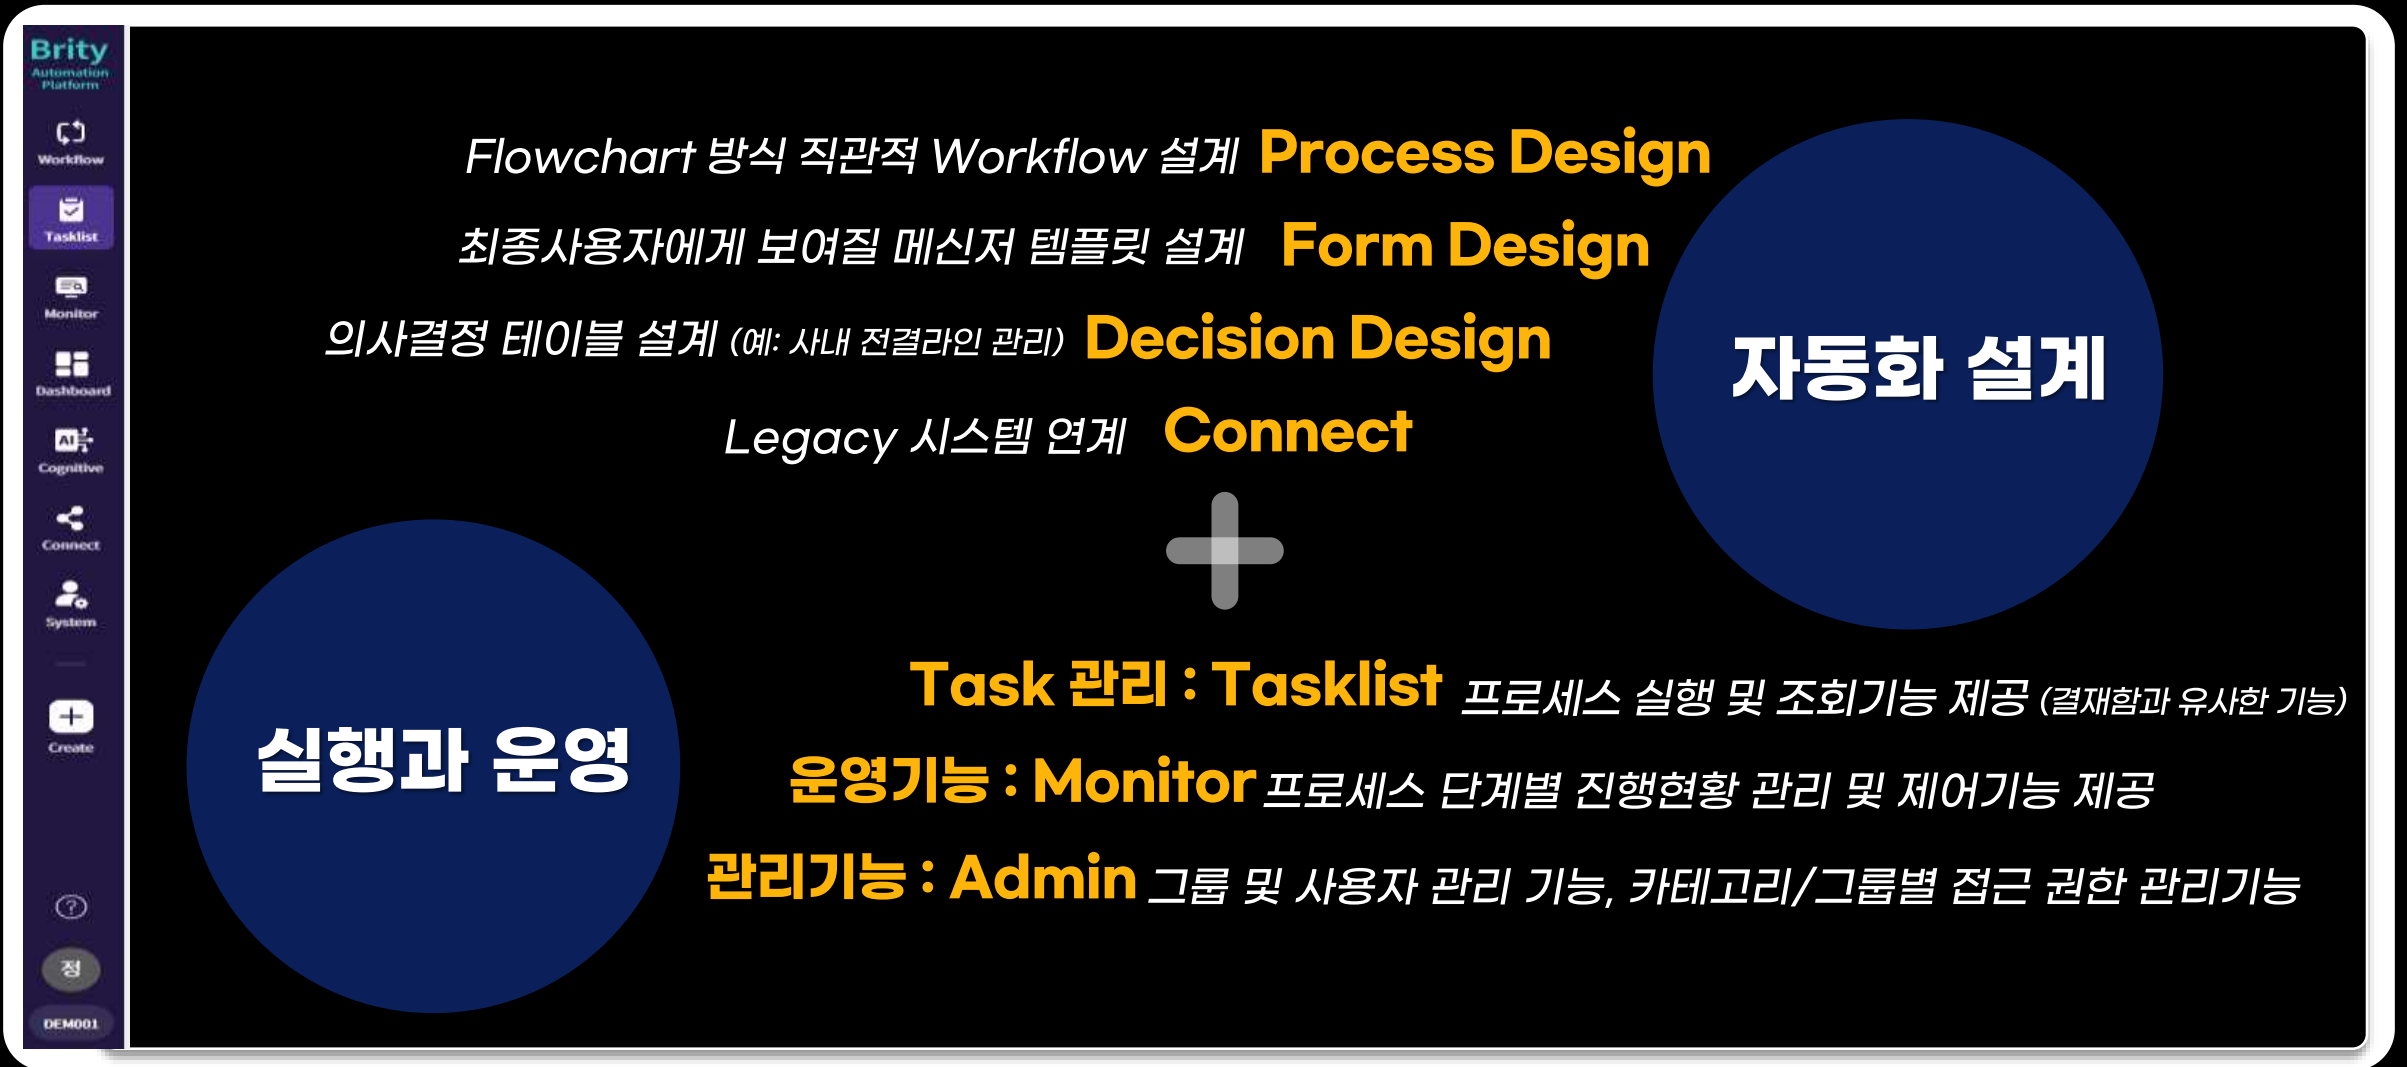 Brity
Automation
Platform
Workflow
Tasklist
Monitor
Dashboard
AI
Cognitive
Connect
System
Create
?
정
DEM001
Flowchart 방식 직관적 Workflow 설계 Process Design
최종사용자에게 보여질 메신저 템플릿 설계 Form Design
의사결정 테이블 설계 (예: 사내 전결라인 관리) Decision Design
Legacy 시스템 연계 Connect
자동화 설계
실행과 운영
Task 관리 : Tasklist 프로세스 실행 및 조회기능 제공 (결재함과 유사한 기능)
운영기능 : Monitor 프로세스 단계별 진행현황 관리 및 제어기능 제공
관리기능 : Admin 그룹 및 사용자 관리 기능, 카테고리/그룹별 접근 권한 관리기능